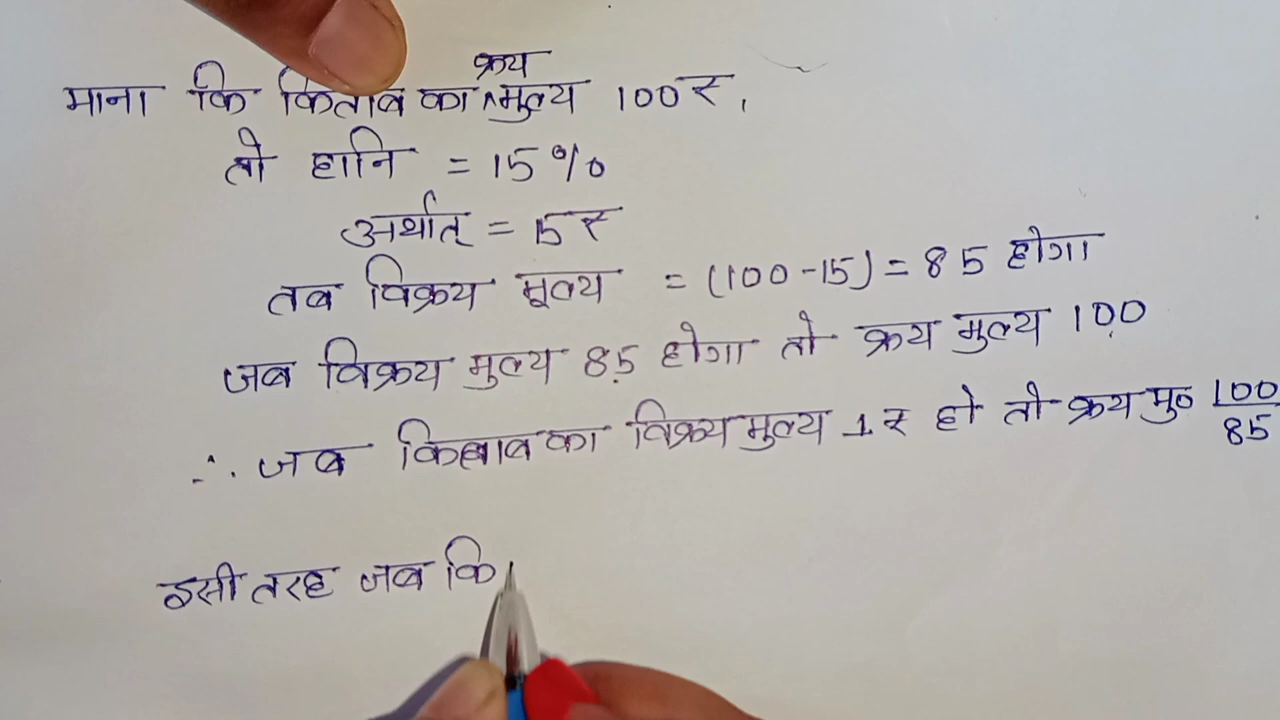 माना कि किताब का क्रय मुल्य 100 ₹,
तो हानि = 15 %
अर्थात् = 15 ₹
तब विक्रय मूल्य = (100 - 15) = 85 होगा
जब विक्रय मुल्य 85 होगा तो क्रय मुल्य 100
∴ जब किताब का विक्रय मुल्य 1 ₹ हो तो क्रय मु० 100/85
इसी तरह जब कि